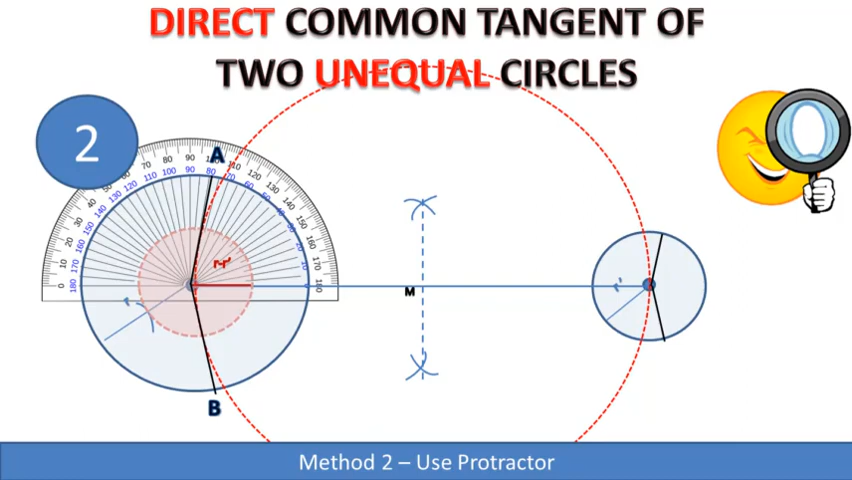 DIRECT COMMON TANGENT OF
TWO UNEQUAL CIRCLES
2
A
r-r'
r
M
r'
B
Method 2 – Use Protractor